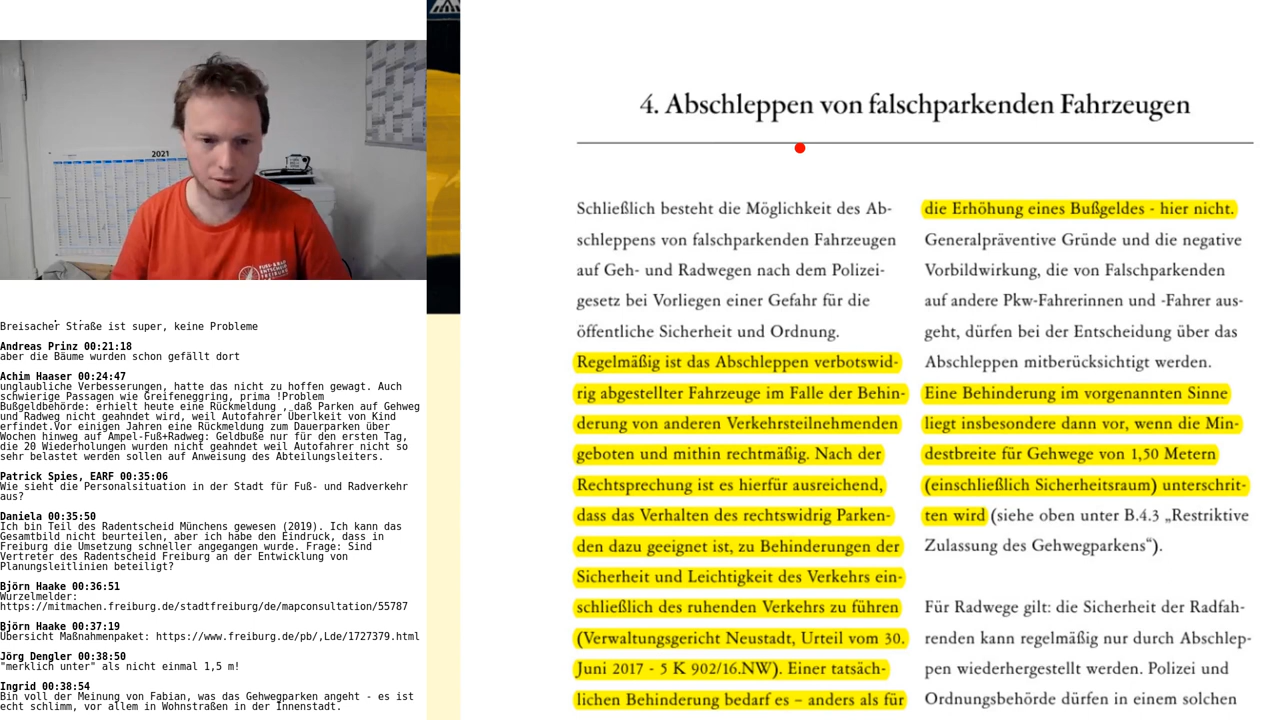 2021
FUSS- & RAD
ENTSCHEID
FREIBURG
Breisacher Straße ist super, keine Probleme
Andreas Prinz 00:21:18
aber die Bäume wurden schon gefällt dort
Achim Haaser 00:24:47
unglaubliche Verbesserungen, hatte das nicht zu hoffen gewagt. Auch
schwierige Passagen wie Greifeneggring, prima !Problem
Bußgeldbehörde: erhielt heute eine Rückmeldung , daß Parken auf Gehweg
und Radweg nicht geahndet wird, weil Autofahrer Überlkeit von Kind
erfindet.Vor einigen Jahren eine Rückmeldung zum Dauerparken über
Wochen hinweg auf Ampel-Fuß+Radweg: Geldbuße nur für den ersten Tag,
die 20 Wiederholungen wurden nicht geahndet weil Autofahrer nicht so
sehr belastet werden sollen auf Anweisung des Abteilungsleiters.
Patrick Spies, EARF 00:35:06
Wie sieht die Personalsituation in der Stadt für Fuß- und Radverkehr
aus?
Daniela 00:35:50
Ich bin Teil des Radentscheid Münchens gewesen (2019). Ich kann das
Gesamtbild nicht beurteilen, aber ich habe den Eindruck, dass in
Freiburg die Umsetzung schneller angegangen wurde. Frage: Sind
Vertreter des Radentscheid Freiburg an der Entwicklung von
Planungsleitlinien beteiligt?
Björn Haake 00:36:51
Wurzelmelder:
https://mitmachen.freiburg.de/stadtfreiburg/de/mapconsultation/55787
Björn Haake 00:37:19
Übersicht Maßnahmenpaket: https://www.freiburg.de/pb/,Lde/1727379.html
Jörg Dengler 00:38:50
"merklich unter" als nicht einmal 1,5 m!
Ingrid 00:38:54
Bin voll der Meinung von Fabian, was das Gehwegparken angeht - es ist
echt schlimm, vor allem in Wohnstraßen in der Innenstadt.
4. Abschleppen von falschparkenden Fahrzeugen
Schließlich besteht die Möglichkeit des Ab-
schleppens von falschparkenden Fahrzeugen
auf Geh- und Radwegen nach dem Polizei-
gesetz bei Vorliegen einer Gefahr für die
öffentliche Sicherheit und Ordnung.
Regelmäßig ist das Abschleppen verbotswid-
rig abgestellter Fahrzeuge im Falle der Behin-
derung von anderen Verkehrsteilnehmenden
geboten und mithin rechtmäßig. Nach der
Rechtsprechung ist es hierfür ausreichend,
dass das Verhalten des rechtswidrig Parken-
den dazu geeignet ist, zu Behinderungen der
Sicherheit und Leichtigkeit des Verkehrs ein-
schließlich des ruhenden Verkehrs zu führen
(Verwaltungsgericht Neustadt, Urteil vom 30.
Juni 2017 - 5 K 902/16.NW). Einer tatsäch-
lichen Behinderung bedarf es – anders als für
die Erhöhung eines Bußgeldes - hier nicht.
Generalpräventive Gründe und die negative
Vorbildwirkung, die von Falschparkenden
auf andere Pkw-Fahrerinnen und -Fahrer aus-
geht, dürfen bei der Entscheidung über das
Abschleppen mitberücksichtigt werden.
Eine Behinderung im vorgenannten Sinne
liegt insbesondere dann vor, wenn die Min-
destbreite für Gehwege von 1,50 Metern
(einschließlich Sicherheitsraum) unterschrit-
ten wird (siehe oben unter B.4.3 „Restriktive
Zulassung des Gehwegparkens“).
Für Radwege gilt: die Sicherheit der Radfah-
renden kann regelmäßig nur durch Abschlep-
pen wiederhergestellt werden. Polizei und
Ordnungsbehörde dürfen in einem solchen